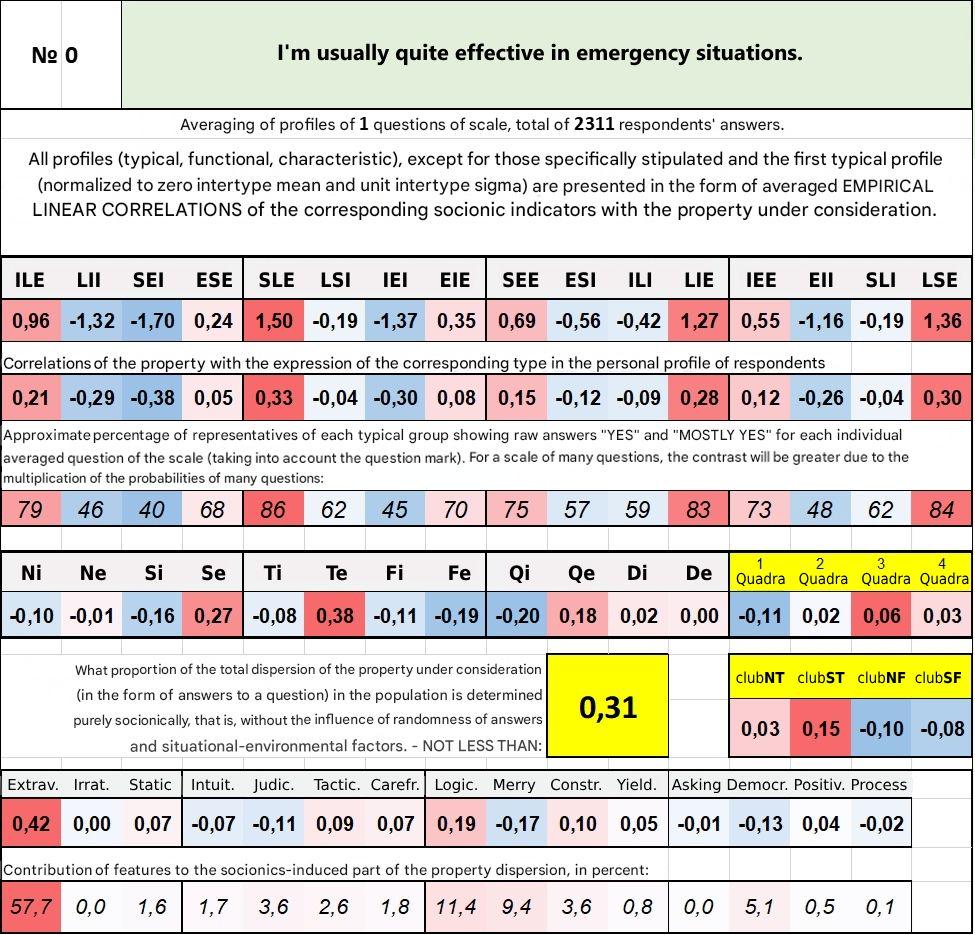 № 0
I'm usually quite effective in emergency situations.
Averaging of profiles of 1 questions of scale, total of 2311 respondents' answers.
All profiles (typical, functional, characteristic), except for those specifically stipulated and the first typical profile
(normalized to zero intertype mean and unit intertype sigma) are presented in the form of averaged EMPIRICAL
LINEAR CORRELATIONS of the corresponding socionic indicators with the property under consideration.
ILE LII SEI ESE SLE LSI IEI EIE SEE ESI ILI LIE IEE EII SLI LSE
0,96 -1,32 -1,70 0,24 1,50 -0,19 -1,37 0,35 0,69 -0,56 -0,42 1,27 0,55 -1,16 -0,19 1,36
Correlations of the property with the expression of the corresponding type in the personal profile of respondents
0,21 -0,29 -0,38 0,05 0,33 -0,04 -0,30 0,08 0,15 -0,12 -0,09 0,28 0,12 -0,26 -0,04 0,30
Approximate percentage of representatives of each typical group showing raw answers "YES" and "MOSTLY YES" for each individual
averaged question of the scale (taking into account the question mark). For a scale of many questions, the contrast will be greater due to the
multiplication of the probabilities of many questions:
79 46 40 68 86 62 45 70 75 57 59 83 73 48 62 84
Ni Ne Si Se Ti Te Fi Fe Qi Qe Di De 1 Quadra 2 Quadra 3 Quadra 4 Quadra
-0,10 -0,01 -0,16 0,27 -0,08 0,38 -0,11 -0,19 -0,20 0,18 0,02 0,00 -0,11 0,02 0,06 0,03
What proportion of the total dispersion of the property under consideration
(in the form of answers to a question) in the population is determined
purely socionically, that is, without the influence of randomness of answers
and situational-environmental factors. - NOT LESS THAN:
0,31
clubNT clubST clubNF clubSF
0,03 0,15 -0,10 -0,08
Extrav. Irrat. Static Intuit. Judic. Tactic. Carefr. Logic. Merry Constr. Yield. Asking Democr. Positiv. Process
0,42 0,00 0,07 -0,07 -0,11 0,09 0,07 0,19 -0,17 0,10 0,05 -0,01 -0,13 0,04 -0,02
Contribution of features to the socionics-induced part of the property dispersion, in percent:
57,7 0,0 1,6 1,7 3,6 2,6 1,8 11,4 9,4 3,6 0,8 0,0 5,1 0,5 0,1